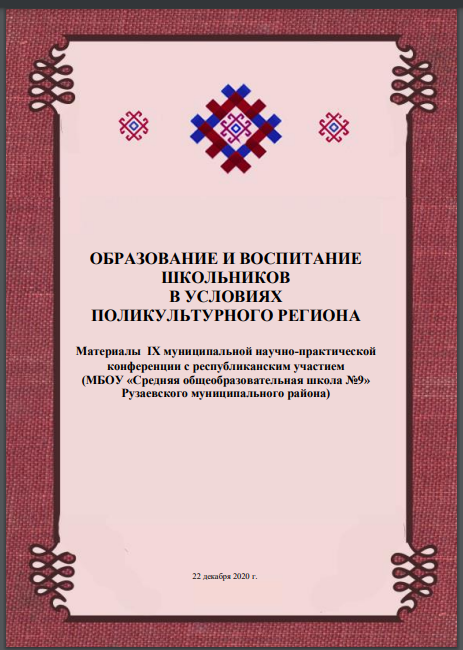 ОБРАЗОВАНИЕ И ВОСПИТАНИЕ
ШКОЛЬНИКОВ
В УСЛОВИЯХ
ПОЛИКУЛЬТУРНОГО РЕГИОНА
Материалы IX муниципальной научно-практической
конференции с республиканским участием
(МБОУ «Средняя общеобразовательная школа №9»
Рузаевского муниципального района)
22 декабря 2020 г.